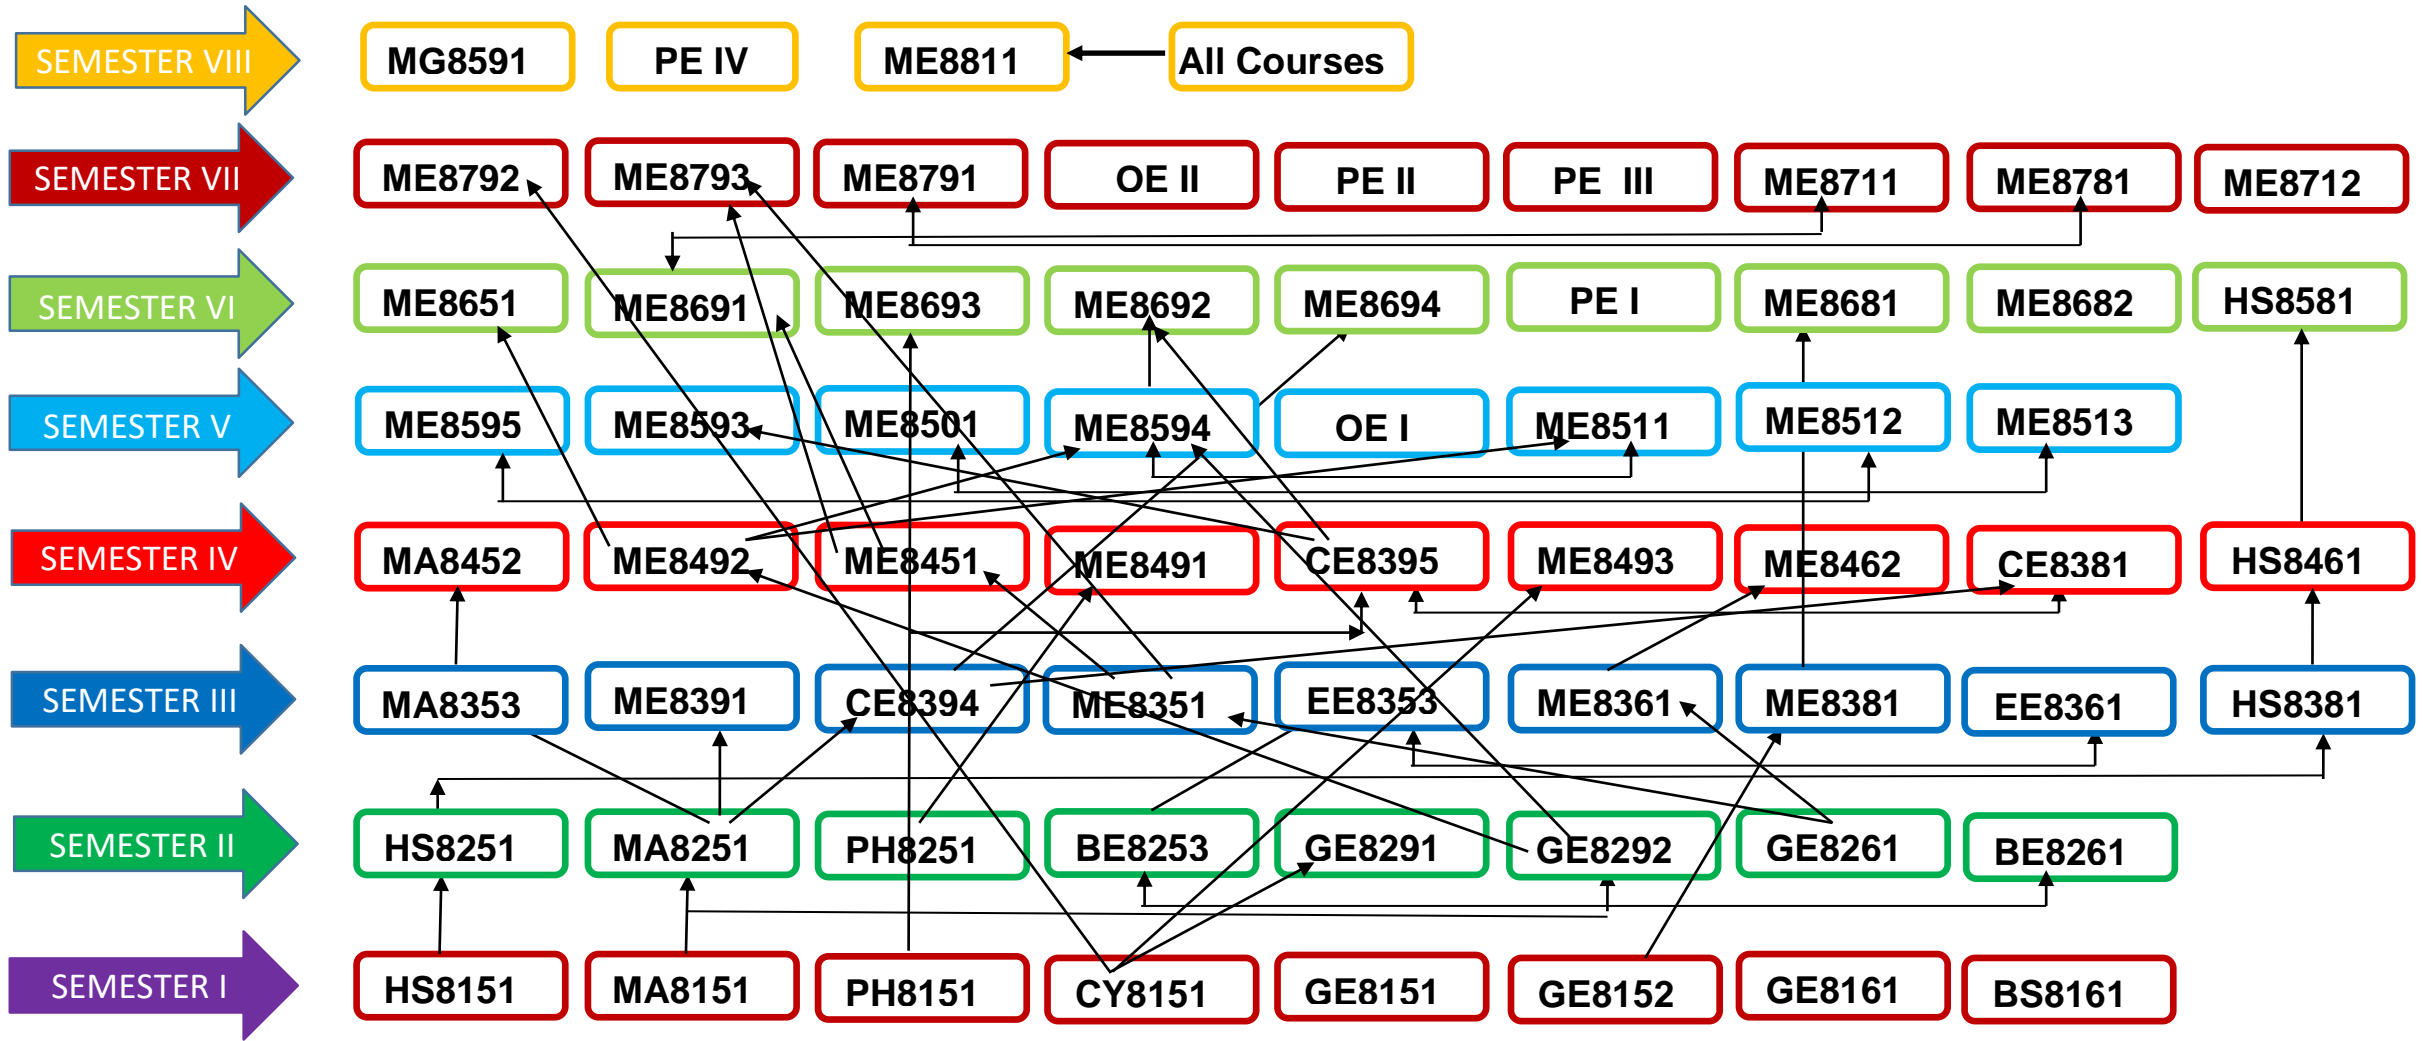 SEMESTER VIII
MG8591
PE IV
ME8811
All Courses
SEMESTER VII
ME8792
ME8793
ME8791
OE II
PE II
PE III
ME8711
ME8781
ME8712
SEMESTER VI
ME8651
ME8691
ME8693
ME8692
ME8694
PE I
ME8681
ME8682
HS8581
SEMESTER V
ME8595
ME8593
ME8501
ME8594
OE I
ME8511
ME8512
ME8513
SEMESTER IV
MA8452
ME8492
ME8451
ME8491
CE8395
ME8493
ME8462
CE8381
HS8461
SEMESTER III
MA8353
ME8391
CE8394
ME8351
EE8353
ME8361
ME8381
EE8361
HS8381
SEMESTER II
HS8251
MA8251
PH8251
BE8253
GE8291
GE8292
GE8261
BE8261
SEMESTER I
HS8151
MA8151
PH8151
CY8151
GE8151
GE8152
GE8161
BS8161